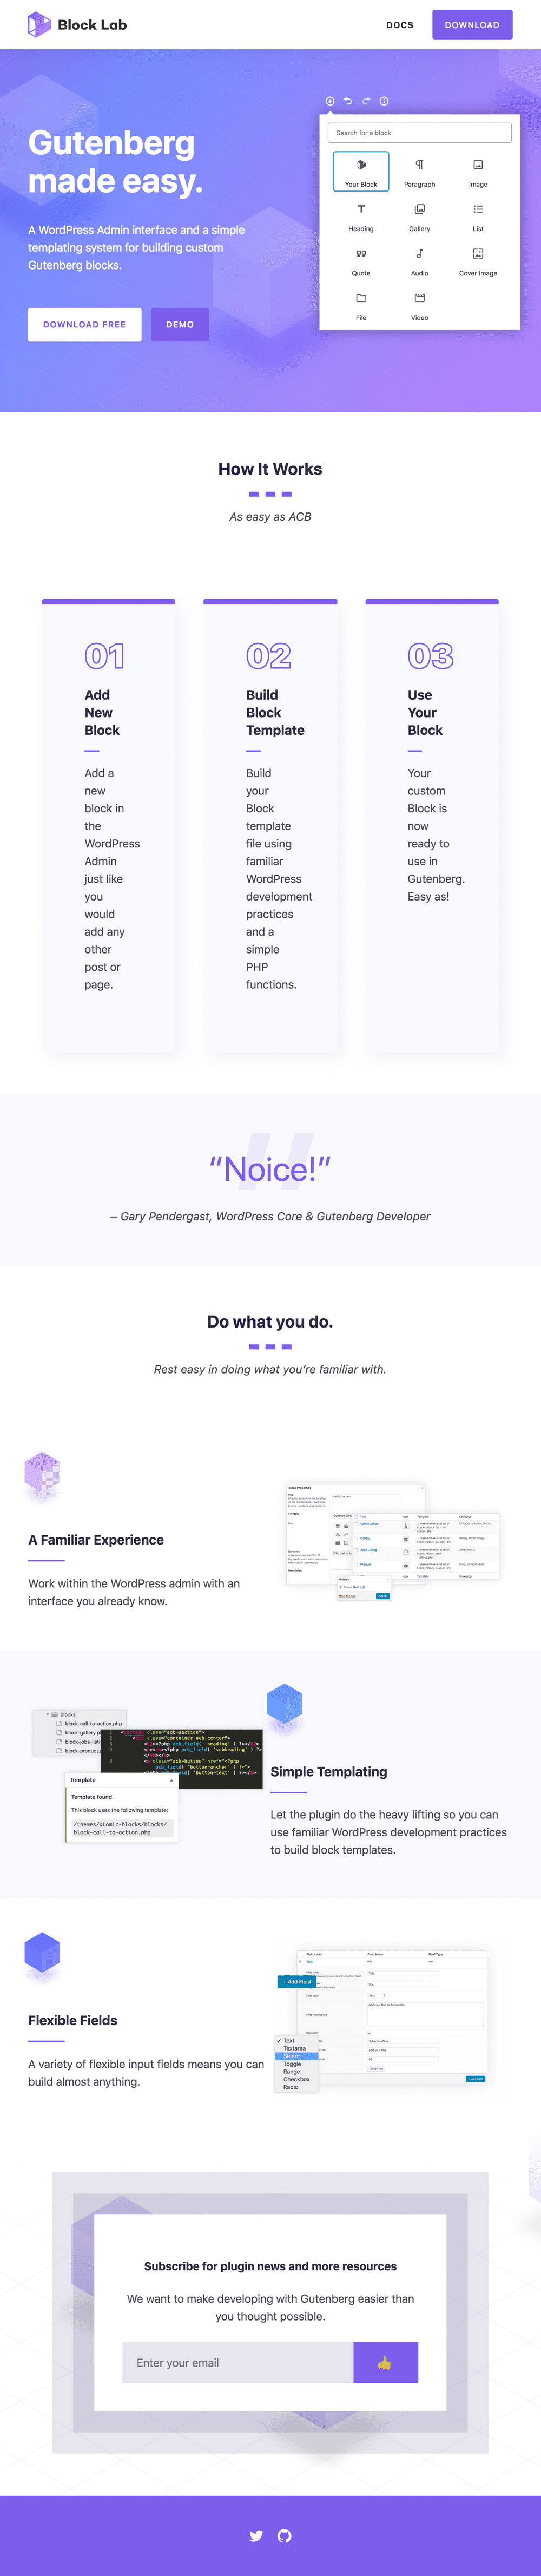 Block Lab
DOCS
DOWNLOAD
Gutenberg
made easy.
A WordPress Admin interface and a simple
templating system for building custom
Gutenberg blocks.
DOWNLOAD FREE
DEMO
Search for a block
Your Block
Paragraph
Image
Heading
Gallery
List
Quote
Audio
Cover Image
File
Video
How It Works
As easy as ACB
01
Add
New
Block
Add a
new
block in
the
WordPress
Admin
just like
you
would
add any
other
post or
page.
02
Build
Block
Template
Build
your
Block
template
file using
familiar
WordPress
development
practices
and a
simple
PHP
functions.
03
Use
Your
Block
Your
custom
Block is
now
ready to
use in
Gutenberg.
Easy as!
“Noice!”
– Gary Pendergast, WordPress Core & Gutenberg Developer
Do what you do.
Rest easy in doing what you’re familiar with.
A Familiar Experience
Work within the WordPress admin with an
interface you already know.
blocks
block-call-to-action.php
block-gallery.p
block-jobs-listi
block-product.
Template
Template found.
This block uses the following template:
/themes/atomic-blocks/blocks/
block-call-to-action.php
Simple Templating
Let the plugin do the heavy lifting so you can
use familiar WordPress development practices
to build block templates.
Flexible Fields
A variety of flexible input fields means you can
build almost anything.
Field Label
Field Name
Field Type
+ Add Field
Text
Textarea
Select
Toggle
Range
Checkbox
Radio
Subscribe for plugin news and more resources
We want to make developing with Gutenberg easier than
you thought possible.
Enter your email